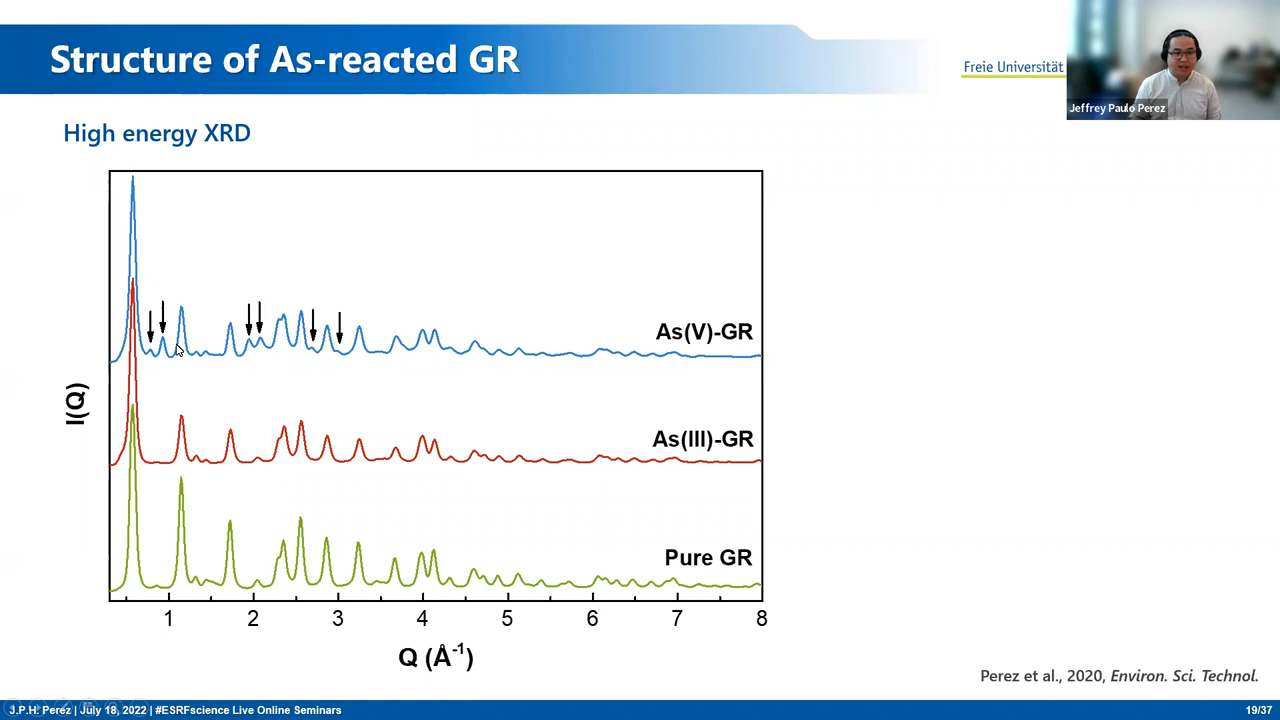 Structure of As-reacted GR
Freie Universität
Jeffrey Paulo Perez
High energy XRD
As(V)-GR
As(III)-GR
Pure GR
I(Q)
1 2 3 4 5 6 7 8
Q (Å⁻¹)
Perez et al., 2020, Environ. Sci. Technol.
J.P.H. Perez | July 18, 2022 | #ESRFscience Live Online Seminars
19/37